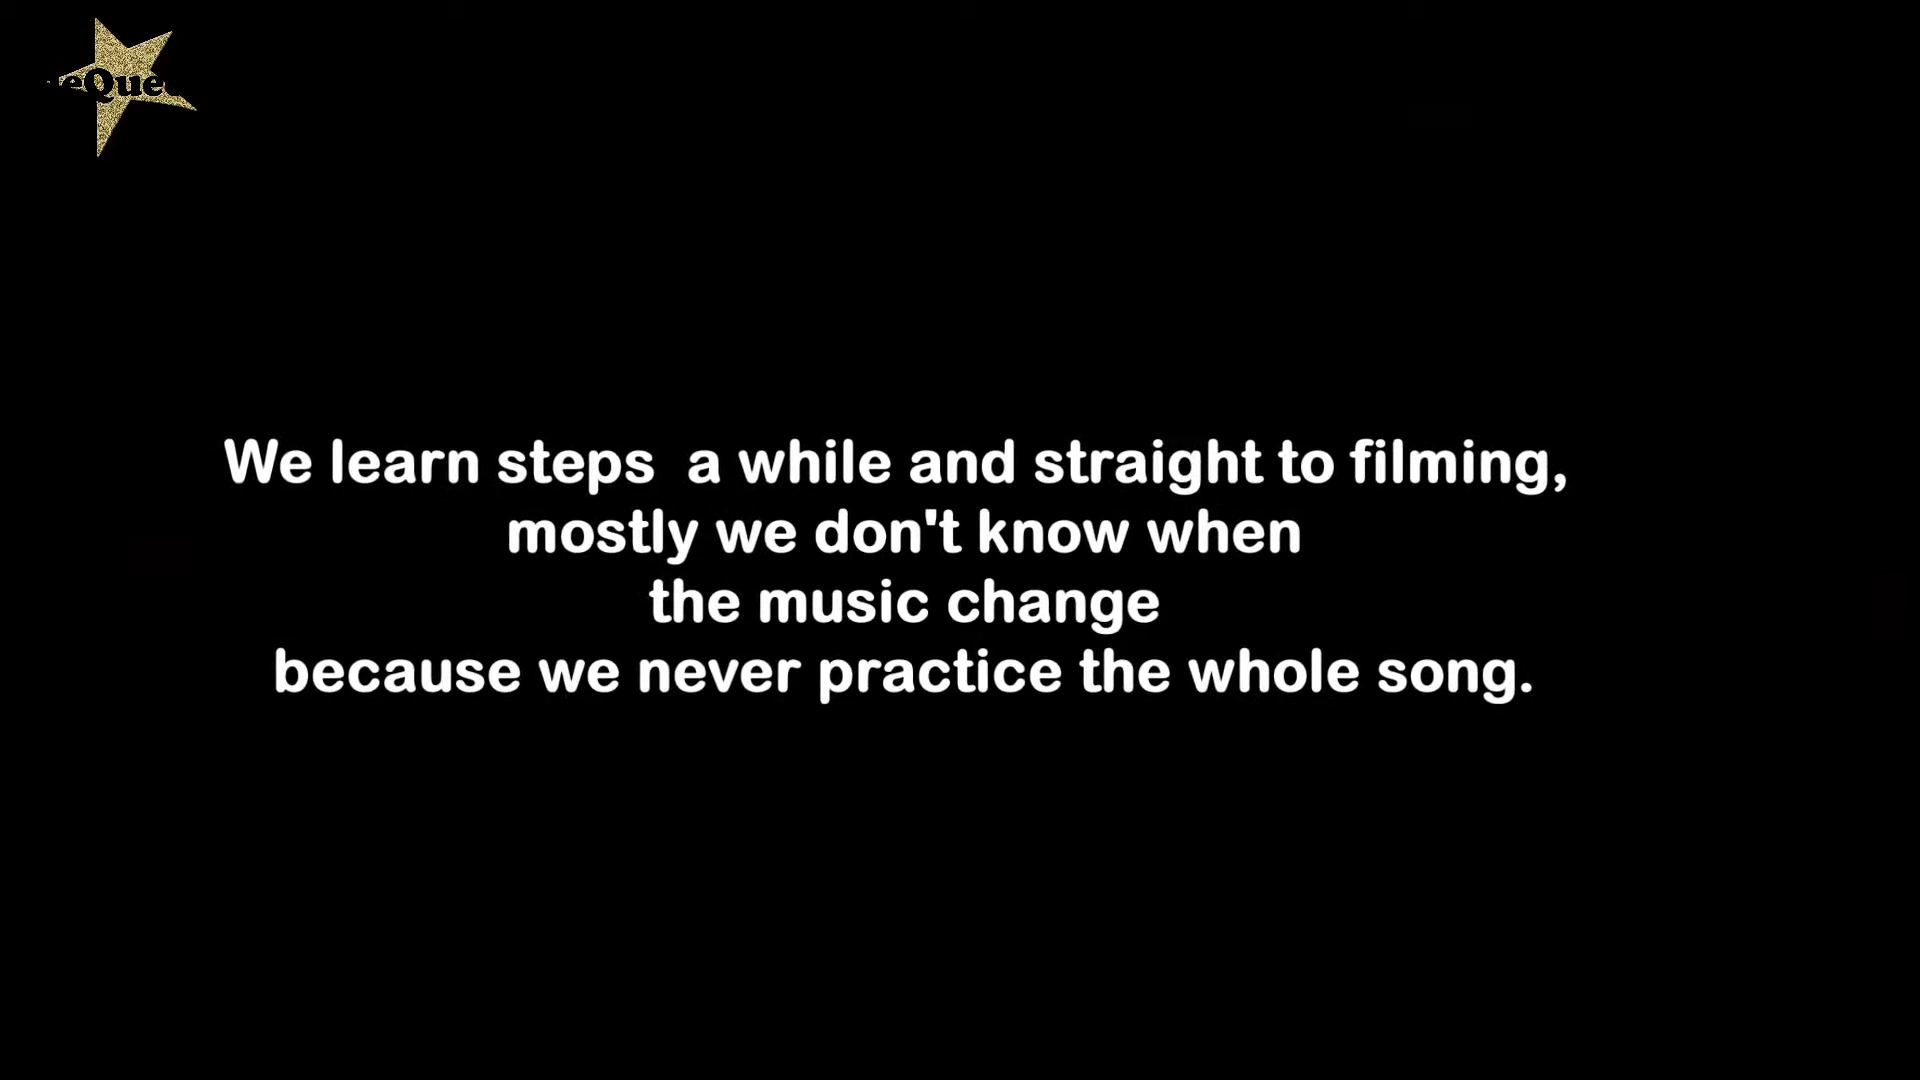 We learn steps  a while and straight to filming,
mostly we don't know when
the music change
because we never practice the whole song.